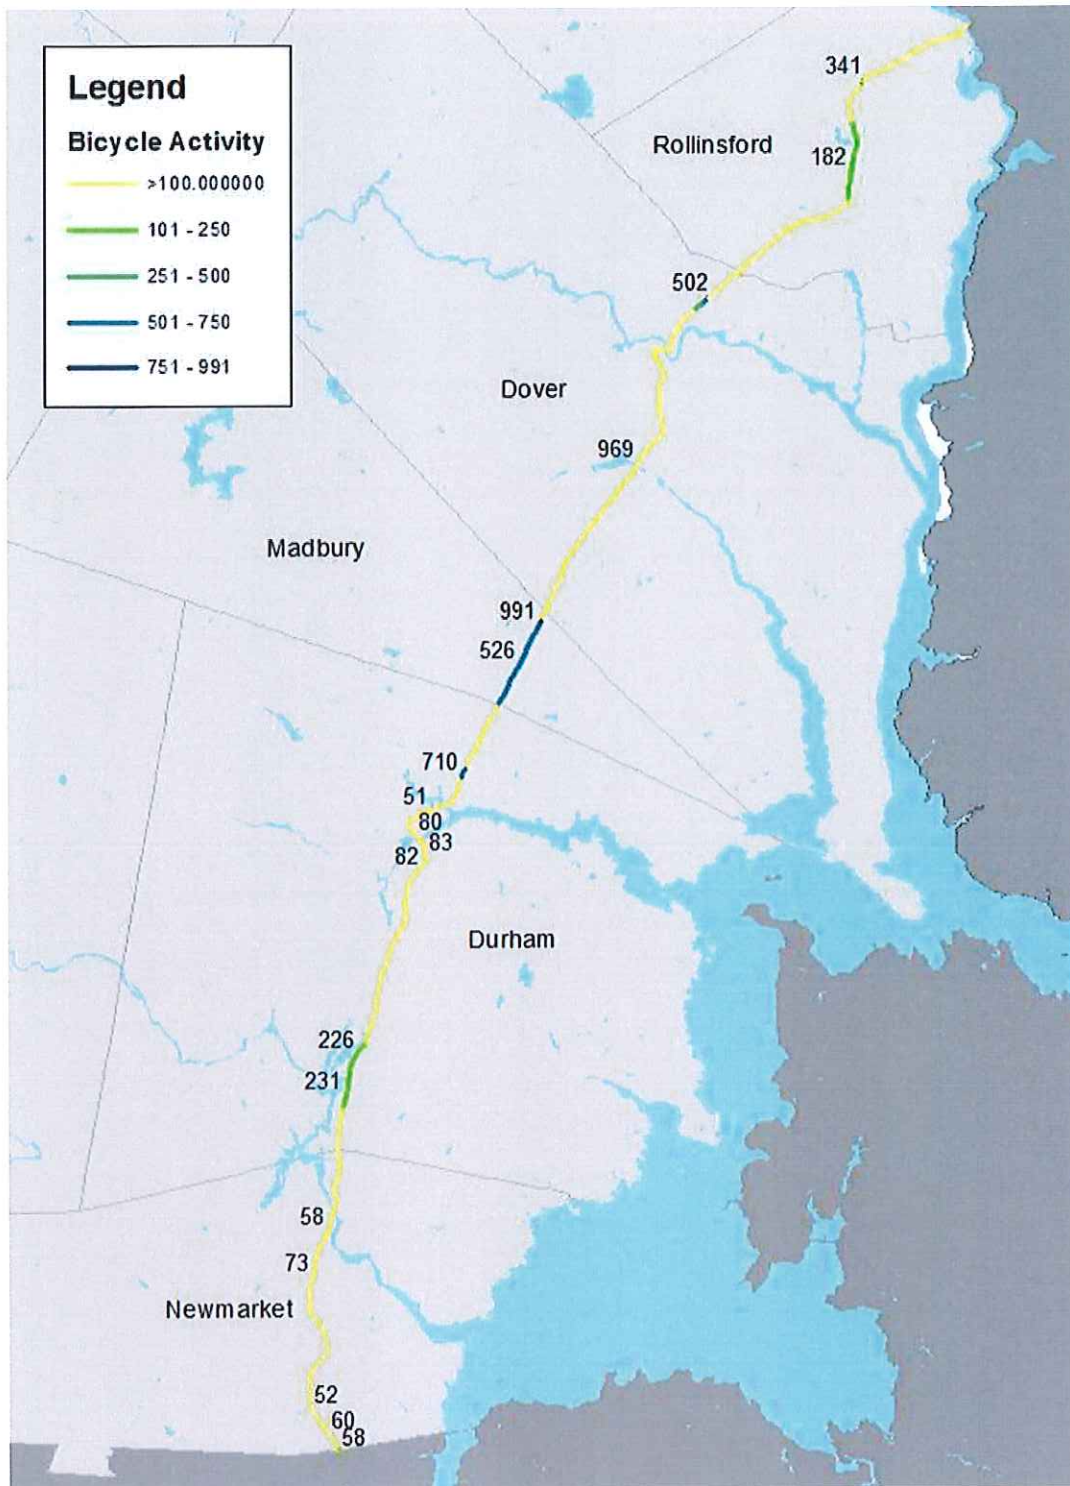 Legend
Bicycle Activity
>100.000000
101 - 250
251 - 500
501 - 750
751 - 991
341
Rollinsford
182
502
Dover
969
Madbury
991
526
710
51
80
83
82
Durham
226
231
58
73
Newmarket
52
60
58